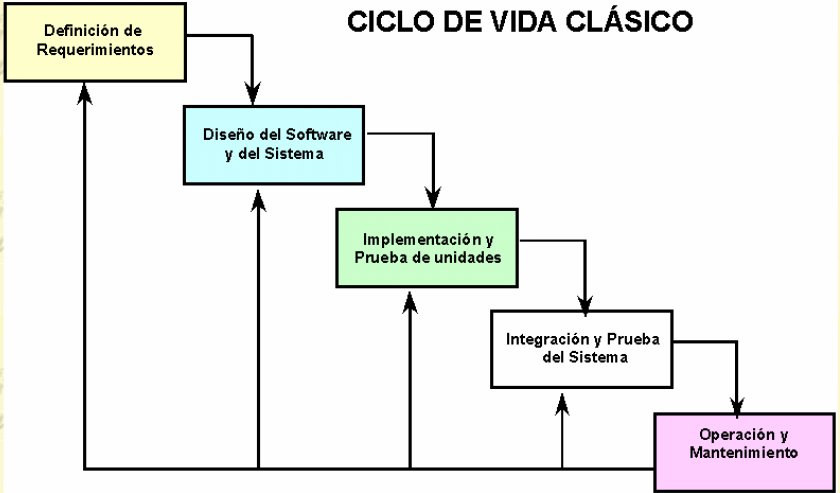 CICLO DE VIDA CLÁSICO
Definición de
Requerimientos
Diseño del Software
y del Sistema
Implementación y
Prueba de unidades
Integración y Prueba
del Sistema
Operación y
Mantenimiento